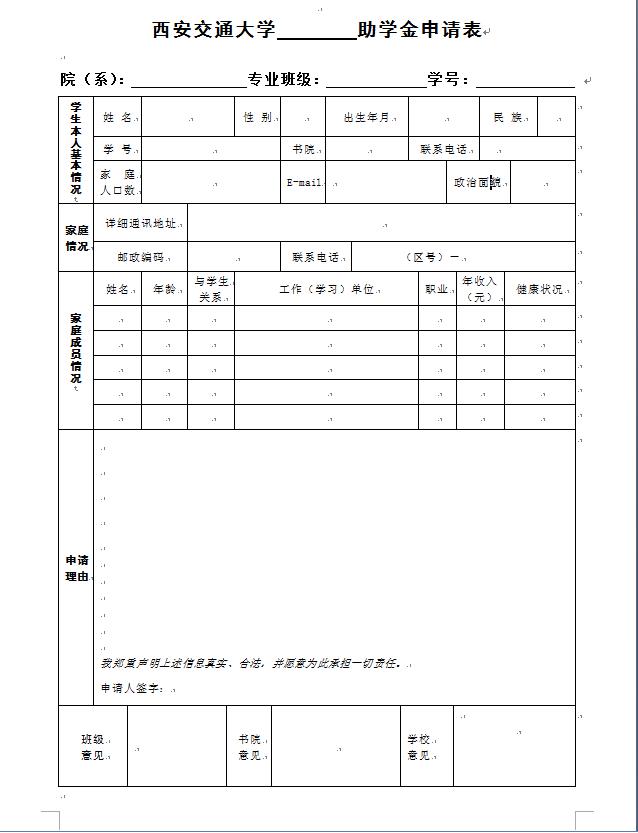 西安交通大学________助学金申请表
院（系）：____________专业班级：___________学号：___________
学生本人基本情况
姓 名 性 别 出生年月 民 族
学 号 书院 联系电话
家 庭
人口数 E-mail 政治面貌
家庭
情况
详细通讯地址
邮政编码 联系电话 （区号）－
家庭成员情况
姓名 年龄 与学生
关系 工作（学习）单位 职业 年收入
（元） 健康状况
申请
理由
我郑重声明上述信息真实、合法，并愿意为此承担一切责任。
申请人签字：
班级
意见
书院
意见
学校
意见